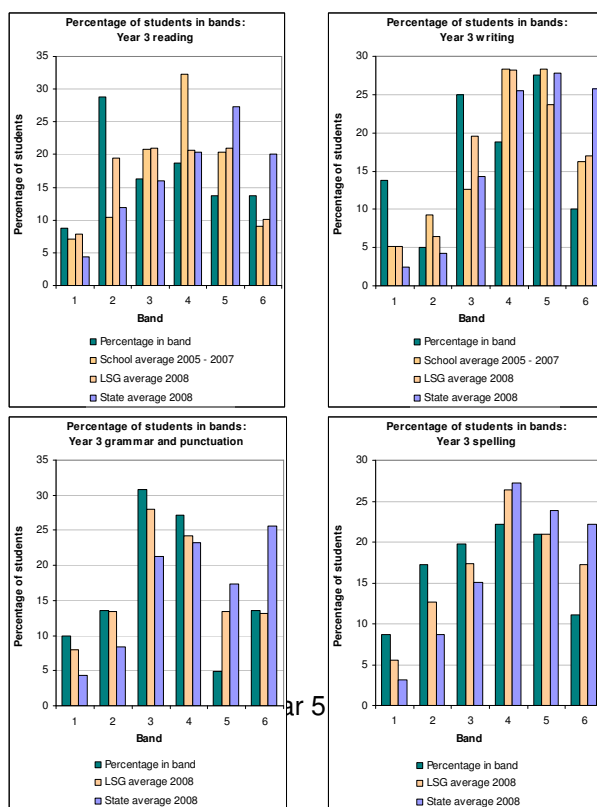 Percentage of students in bands:
Year 3 reading
35
30
25
20
15
10
5
0
Percentage of students
1 2 3 4 5 6
Band
Percentage in band
School average 2005 - 2007
LSG average 2008
State average 2008
Percentage of students in bands:
Year 3 writing
30
25
20
15
10
5
0
Percentage of students
1 2 3 4 5 6
Band
Percentage in band
School average 2005 - 2007
LSG average 2008
State average 2008
Percentage of students in bands:
Year 3 grammar and punctuation
35
30
25
20
15
10
5
0
Percentage of students
1 2 3 4 5 6
Band
Percentage in band
LSG average 2008
State average 2008
ar 5
Percentage of students in bands:
Year 3 spelling
30
25
20
15
10
5
0
Percentage of students
1 2 3 4 5 6
Band
Percentage in band
LSG average 2008
State average 2008